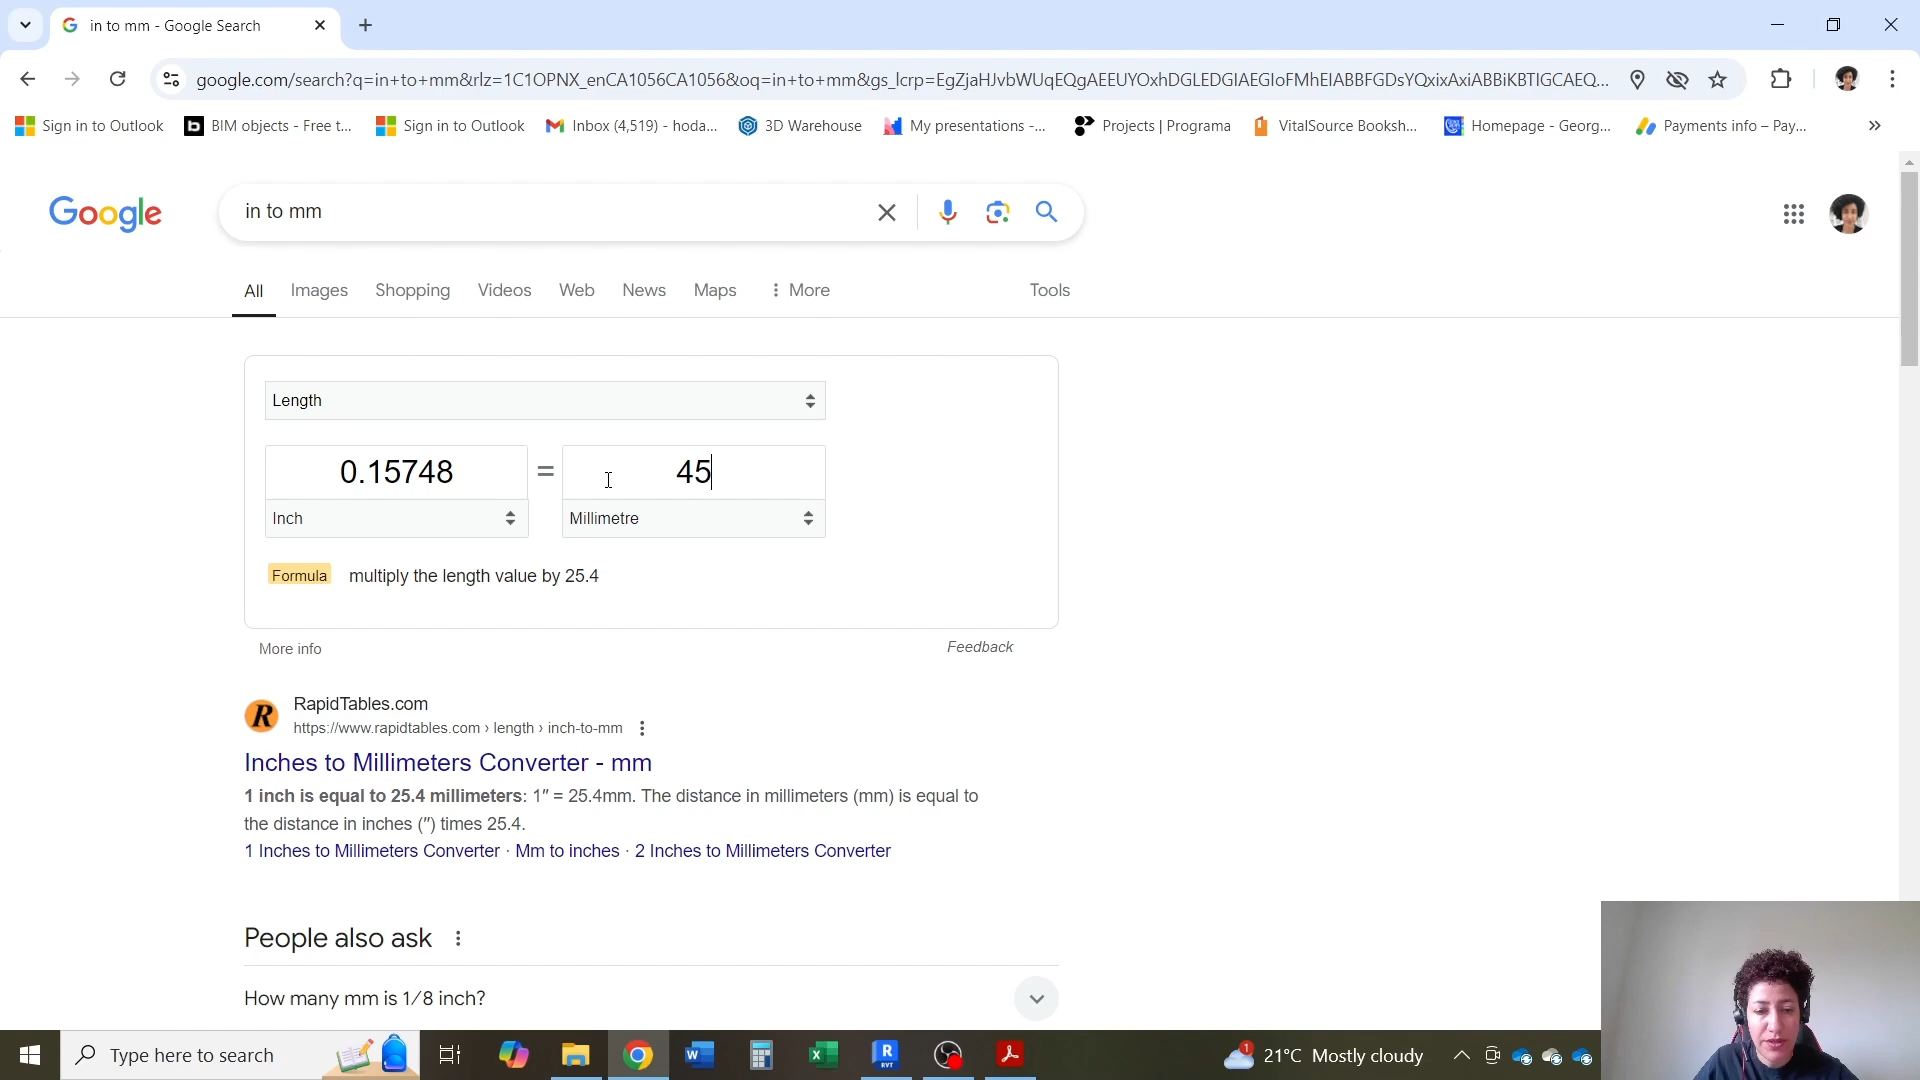 in to mm - Google Search
google.com/search?q=in+to+mm&rlz=1C1OPNX_enCA1056CA1056&oq=in+to+mm&gs_lcrp=EgZjaHJvbWUqEQgAEEUYOxhDGLEDGIAEGIoFMhEIABBFGDsYQxixAxiABBiKBTIGCAEQ...
Sign in to Outlook
BIM objects - Free t...
Sign in to Outlook
Inbox (4,519) - hoda...
3D Warehouse
My presentations -...
Projects | Programa
VitalSource Booksh...
Homepage - Georg...
Payments info – Pay...
Google
in to mm
All Images Shopping Videos Web News Maps More Tools
Length
0.15748 = 45
Inch Millimetre
Formula multiply the length value by 25.4
More info Feedback
RapidTables.com
https://www.rapidtables.com › length › inch-to-mm
Inches to Millimeters Converter - mm
1 inch is equal to 25.4 millimeters: 1″ = 25.4mm. The distance in millimeters (mm) is equal to
the distance in inches (″) times 25.4.
1 Inches to Millimeters Converter · Mm to inches · 2 Inches to Millimeters Converter
People also ask
How many mm is 1/8 inch?
Type here to search
1
21°C Mostly cloudy